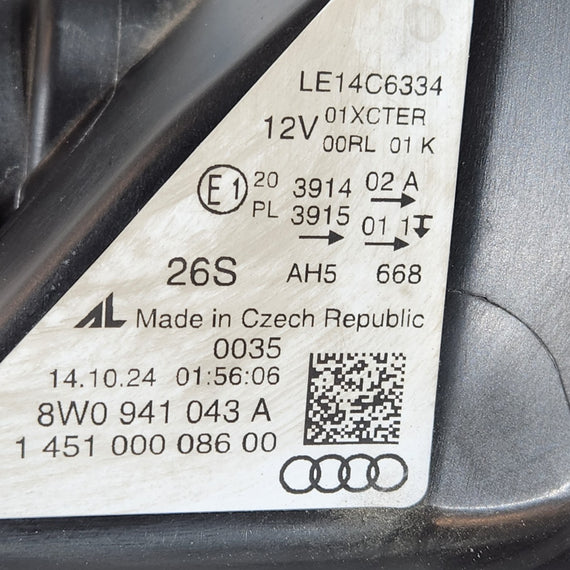 LE14C6334
12V 01XCTER
00RL 01 K
E1 20 3914 02 A
PL 3915 01 1
26S AH5 668
AL Made in Czech Republic
0035
14.10.24 01:56:06
8W0 941 043 A
1 451 000 086 00